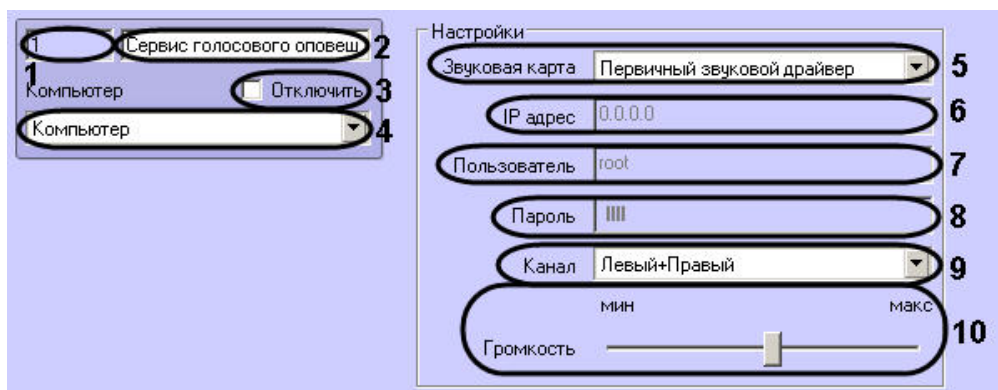 1 Сервис голосового оповещ 2
1
Компьютер Отключить 3
Компьютер 4
Настройки
Звуковая карта Первичный звуковой драйвер 5
IP адрес 0.0.0.0 6
Пользователь root 7
Пароль 8
Канал Левый+Правый 9
мин макс
Громкость 10